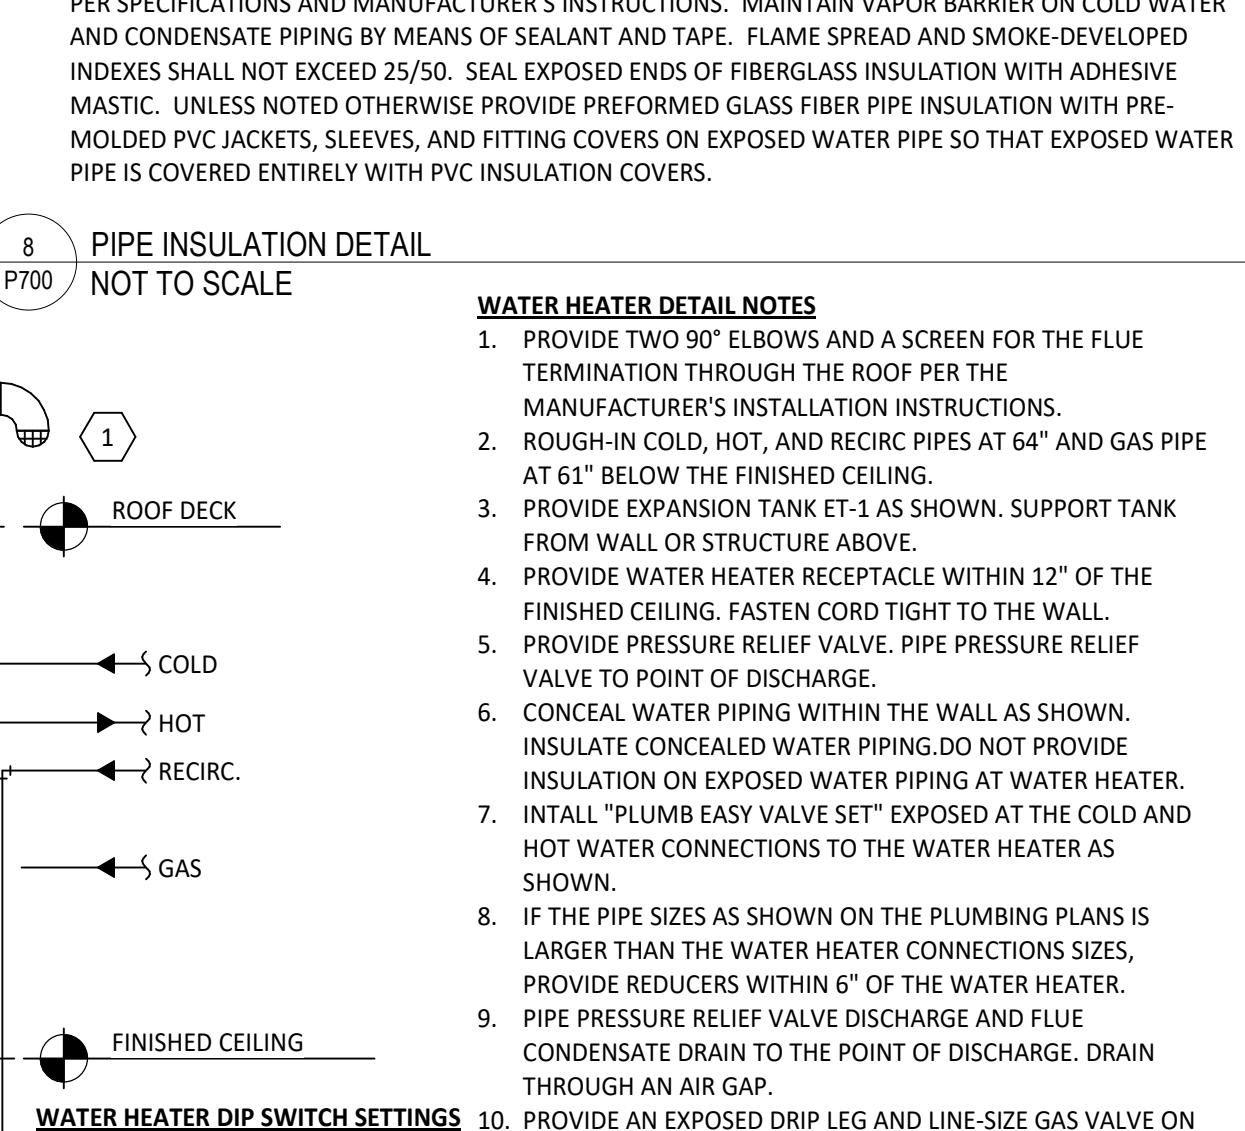 PER SPECIFICATIONS AND MANUFACTURER'S INSTRUCTIONS.  MAINTAIN VAPOR BARRIER ON COLD WATER
AND CONDENSATE PIPING BY MEANS OF SEALANT AND TAPE.  FLAME SPREAD AND SMOKE-DEVELOPED
INDEXES SHALL NOT EXCEED 25/50.  SEAL EXPOSED ENDS OF FIBERGLASS INSULATION WITH ADHESIVE
MASTIC.  UNLESS NOTED OTHERWISE PROVIDE PREFORMED GLASS FIBER PIPE INSULATION WITH PRE-
MOLDED PVC JACKETS, SLEEVES, AND FITTING COVERS ON EXPOSED WATER PIPE SO THAT EXPOSED WATER
PIPE IS COVERED ENTIRELY WITH PVC INSULATION COVERS.
8
PIPE INSULATION DETAIL
P700
NOT TO SCALE
1
ROOF DECK
COLD
HOT
RECIRC.
GAS
FINISHED CEILING
WATER HEATER DIP SWITCH SETTINGS
WATER HEATER DETAIL NOTES
1. PROVIDE TWO 90° ELBOWS AND A SCREEN FOR THE FLUE
TERMINATION THROUGH THE ROOF PER THE
MANUFACTURER'S INSTALLATION INSTRUCTIONS.
2. ROUGH-IN COLD, HOT, AND RECIRC PIPES AT 64" AND GAS PIPE
AT 61" BELOW THE FINISHED CEILING.
3. PROVIDE EXPANSION TANK ET-1 AS SHOWN. SUPPORT TANK
FROM WALL OR STRUCTURE ABOVE.
4. PROVIDE WATER HEATER RECEPTACLE WITHIN 12" OF THE
FINISHED CEILING. FASTEN CORD TIGHT TO THE WALL.
5. PROVIDE PRESSURE RELIEF VALVE. PIPE PRESSURE RELIEF
VALVE TO POINT OF DISCHARGE.
6. CONCEAL WATER PIPING WITHIN THE WALL AS SHOWN.
INSULATE CONCEALED WATER PIPING.DO NOT PROVIDE
INSULATION ON EXPOSED WATER PIPING AT WATER HEATER.
7. INTALL "PLUMB EASY VALVE SET" EXPOSED AT THE COLD AND
HOT WATER CONNECTIONS TO THE WATER HEATER AS
SHOWN.
8. IF THE PIPE SIZES AS SHOWN ON THE PLUMBING PLANS IS
LARGER THAN THE WATER HEATER CONNECTIONS SIZES,
PROVIDE REDUCERS WITHIN 6" OF THE WATER HEATER.
9. PIPE PRESSURE RELIEF VALVE DISCHARGE AND FLUE
CONDENSATE DRAIN TO THE POINT OF DISCHARGE. DRAIN
THROUGH AN AIR GAP.
10. PROVIDE AN EXPOSED DRIP LEG AND LINE-SIZE GAS VALVE ON